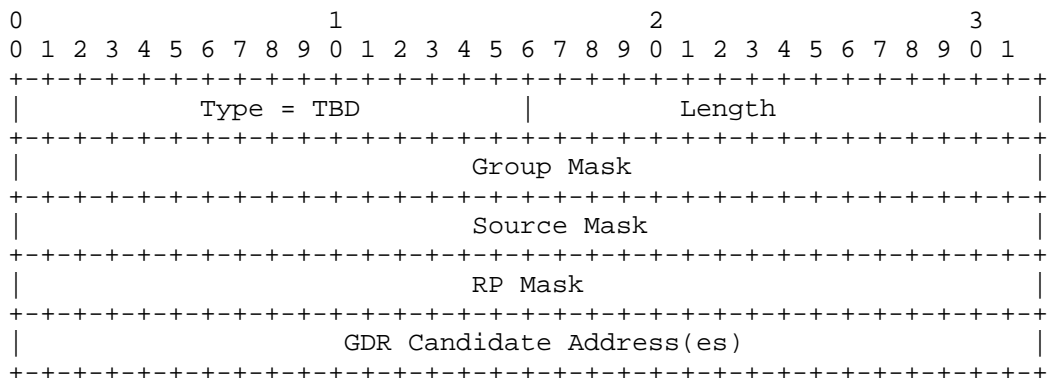 0                   1                   2                   3
0 1 2 3 4 5 6 7 8 9 0 1 2 3 4 5 6 7 8 9 0 1 2 3 4 5 6 7 8 9 0 1
+-+-+-+-+-+-+-+-+-+-+-+-+-+-+-+-+-+-+-+-+-+-+-+-+-+-+-+-+-+-+-+-+
|           Type = TBD          |         Length                |
+-+-+-+-+-+-+-+-+-+-+-+-+-+-+-+-+-+-+-+-+-+-+-+-+-+-+-+-+-+-+-+-+
|                            Group Mask                         |
+-+-+-+-+-+-+-+-+-+-+-+-+-+-+-+-+-+-+-+-+-+-+-+-+-+-+-+-+-+-+-+-+
|                            Source Mask                        |
+-+-+-+-+-+-+-+-+-+-+-+-+-+-+-+-+-+-+-+-+-+-+-+-+-+-+-+-+-+-+-+-+
|                            RP Mask                            |
+-+-+-+-+-+-+-+-+-+-+-+-+-+-+-+-+-+-+-+-+-+-+-+-+-+-+-+-+-+-+-+-+
|                    GDR Candidate Address(es)                  |
+-+-+-+-+-+-+-+-+-+-+-+-+-+-+-+-+-+-+-+-+-+-+-+-+-+-+-+-+-+-+-+-+